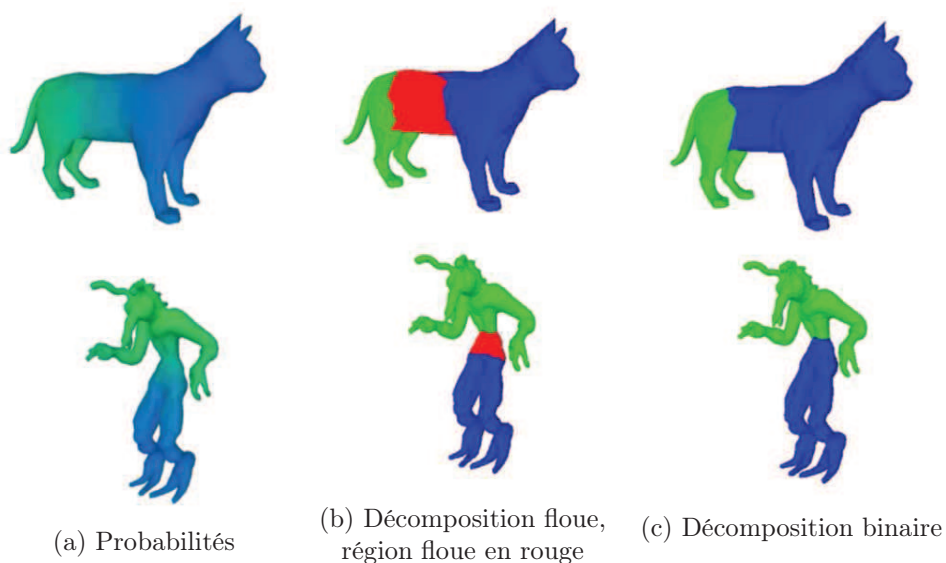 (a) Probabilités
(b) Décomposition floue,
région floue en rouge
(c) Décomposition binaire